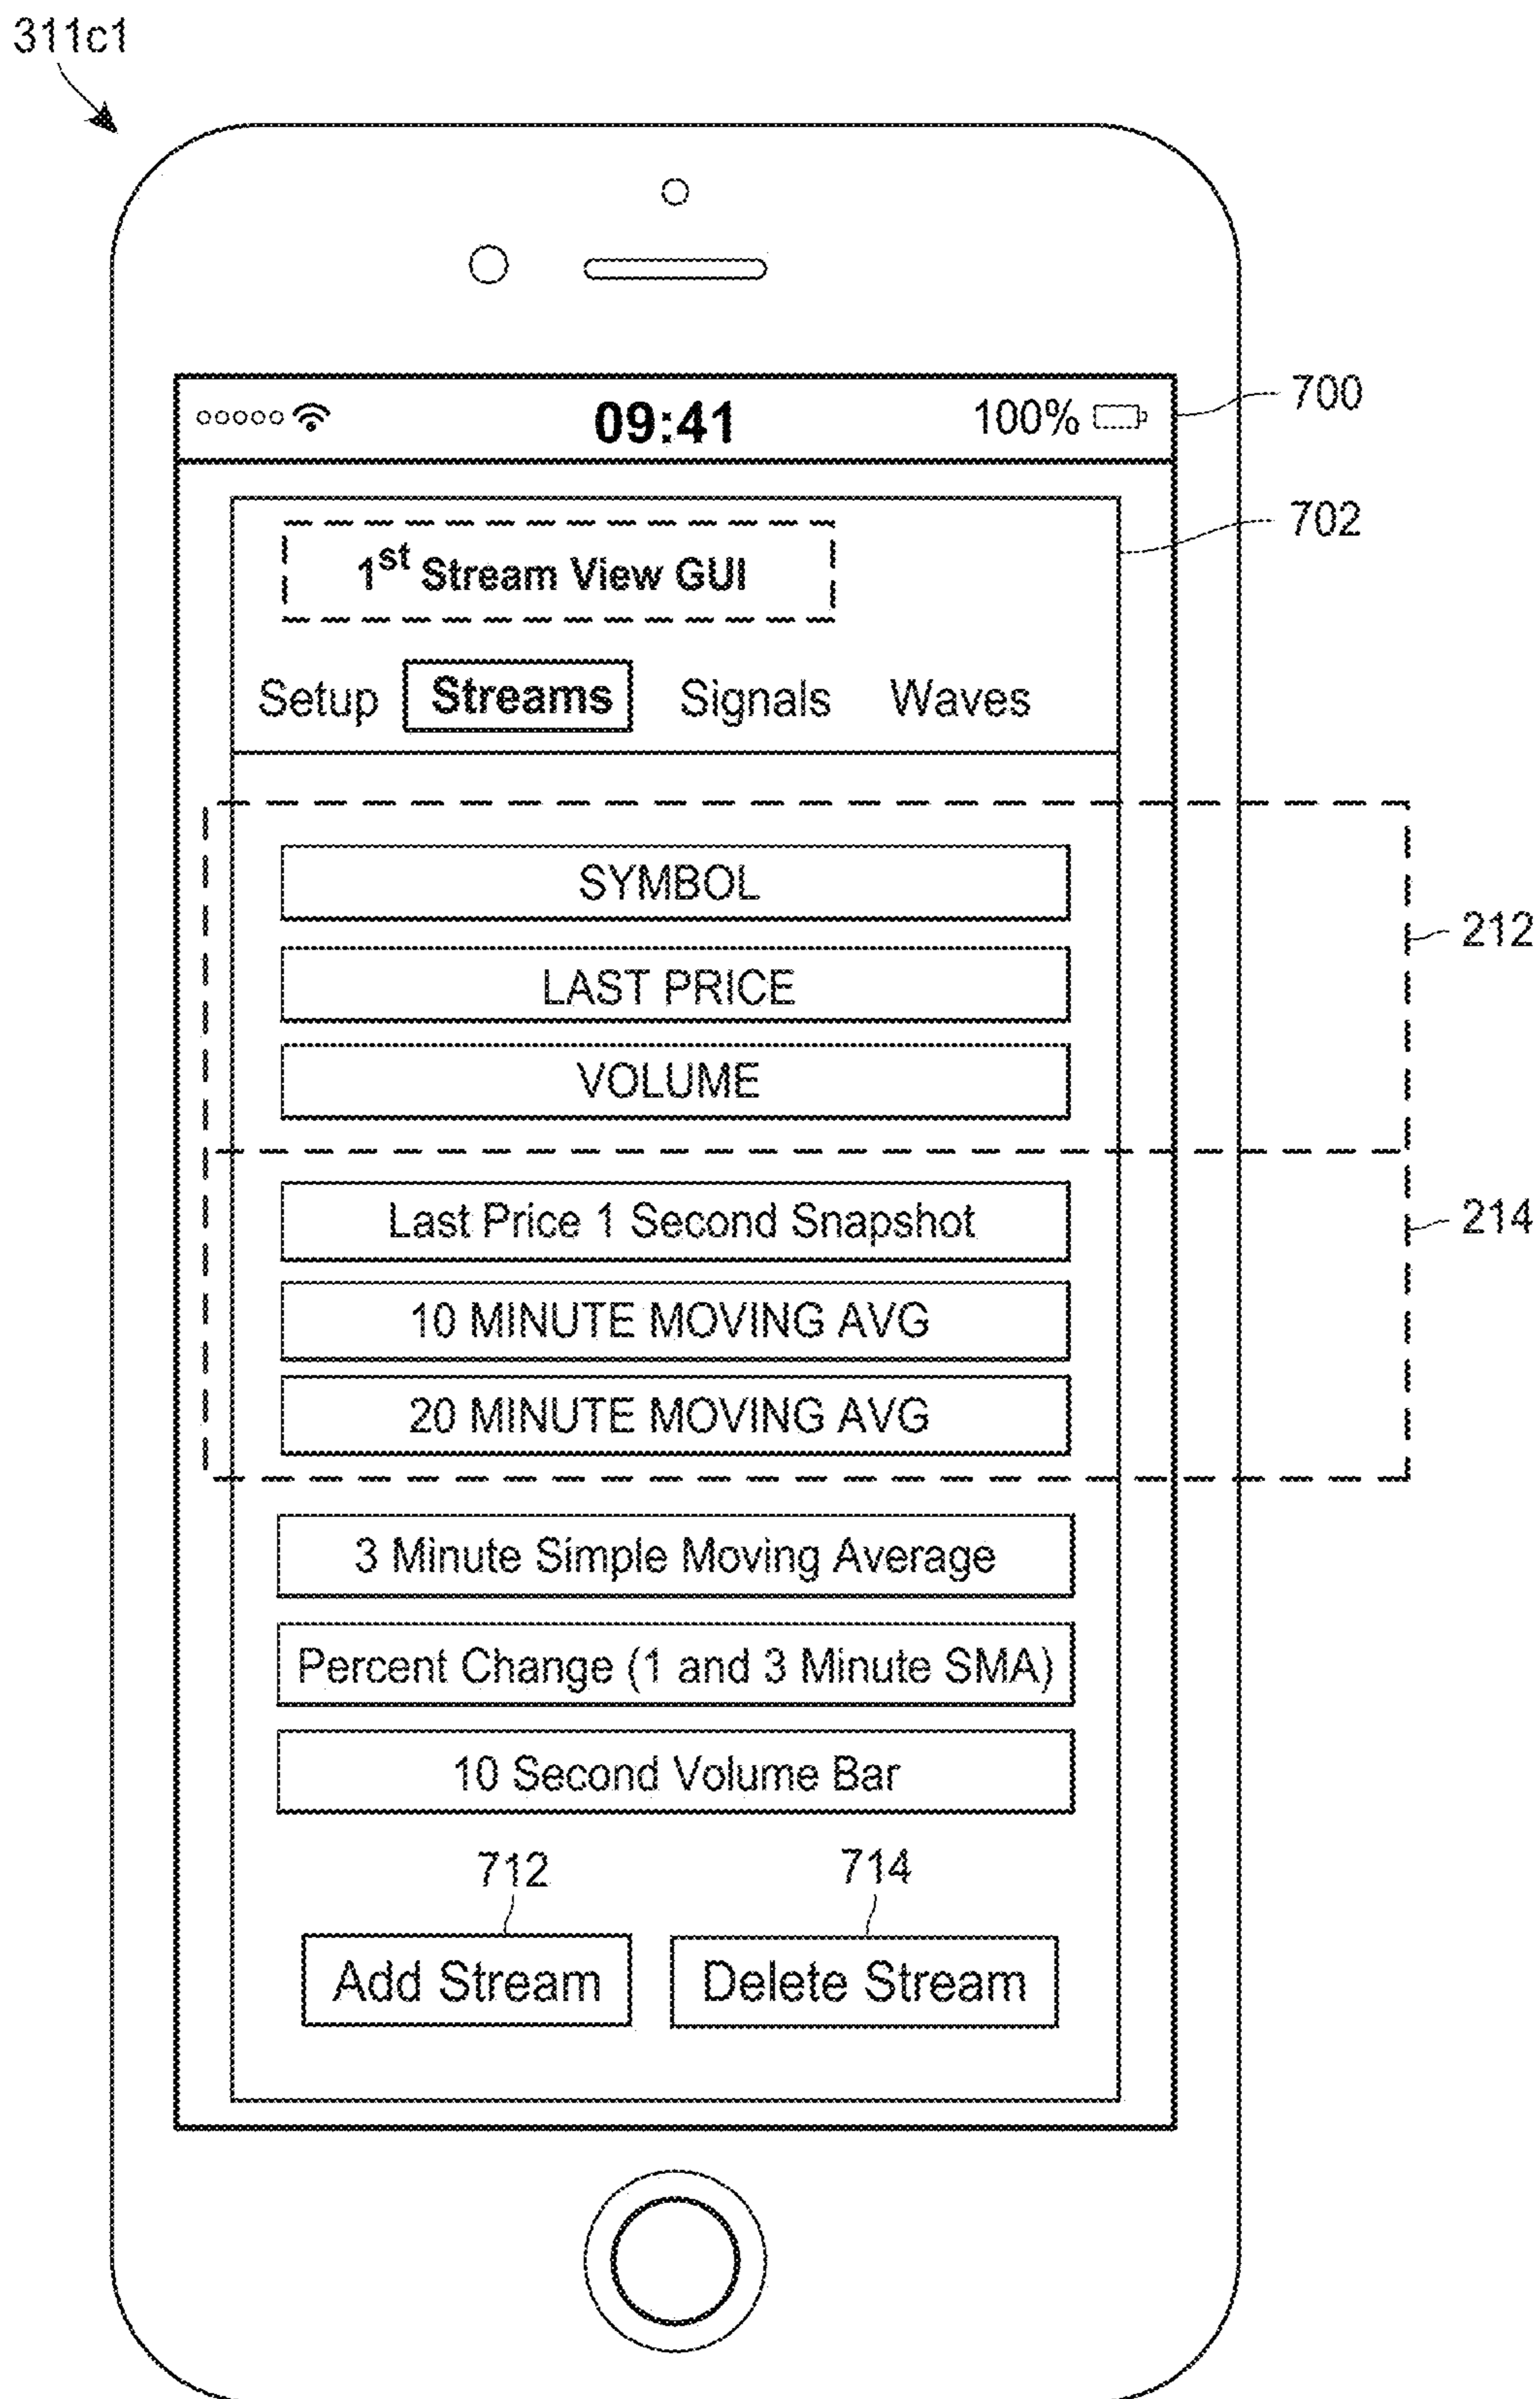 311c1
09:41
100%
700
702
1st Stream View GUI
Setup Streams Signals Waves
SYMBOL
LAST PRICE
212
VOLUME
Last Price 1 Second Snapshot
214
10 MINUTE MOVING AVG
20 MINUTE MOVING AVG
3 Minute Simple Moving Average
Percent Change (1 and 3 Minute SMA)
10 Second Volume Bar
712
714
Add Stream
Delete Stream